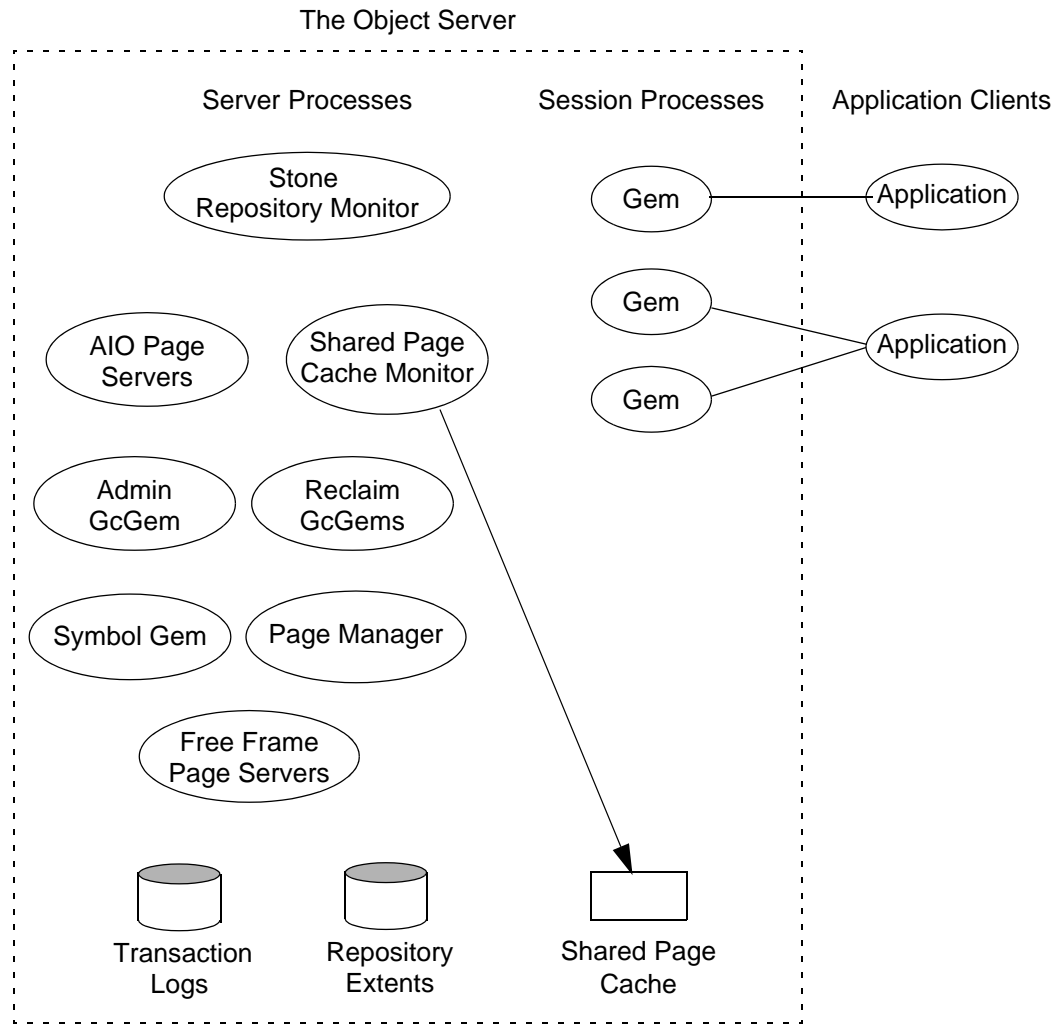 The Object Server
Server Processes
Session Processes
Application Clients
Stone
Repository Monitor
Gem
Application
Gem
AIO Page
Servers
Shared Page
Cache Monitor
Application
Gem
Admin
GcGem
Reclaim
GcGems
Symbol Gem
Page Manager
Free Frame
Page Servers
Transaction
Logs
Repository
Extents
Shared Page
Cache